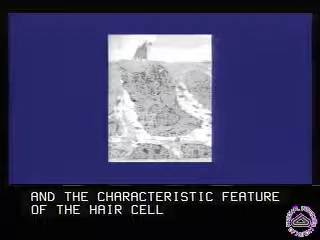 AND THE CHARACTERISTIC FEATURE
OF THE HAIR CELL